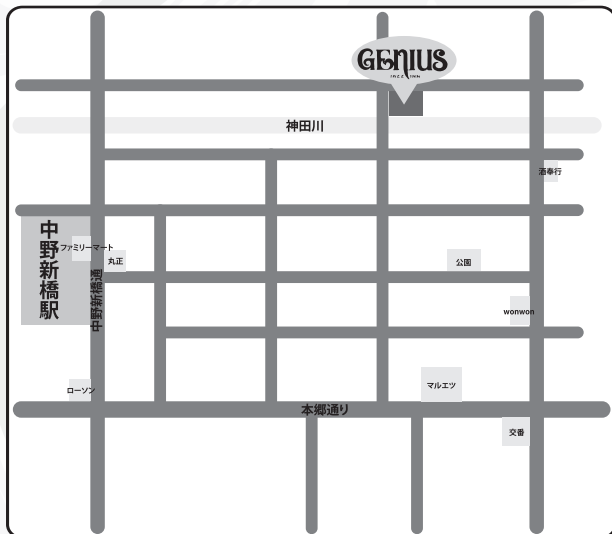 GENIUS
JAZZ INN
神田川
酒奉行
中野新橋駅
ファミリーマート
丸正
中野新橋通
公園
wonwon
ローソン
マルエツ
本郷通り
交番